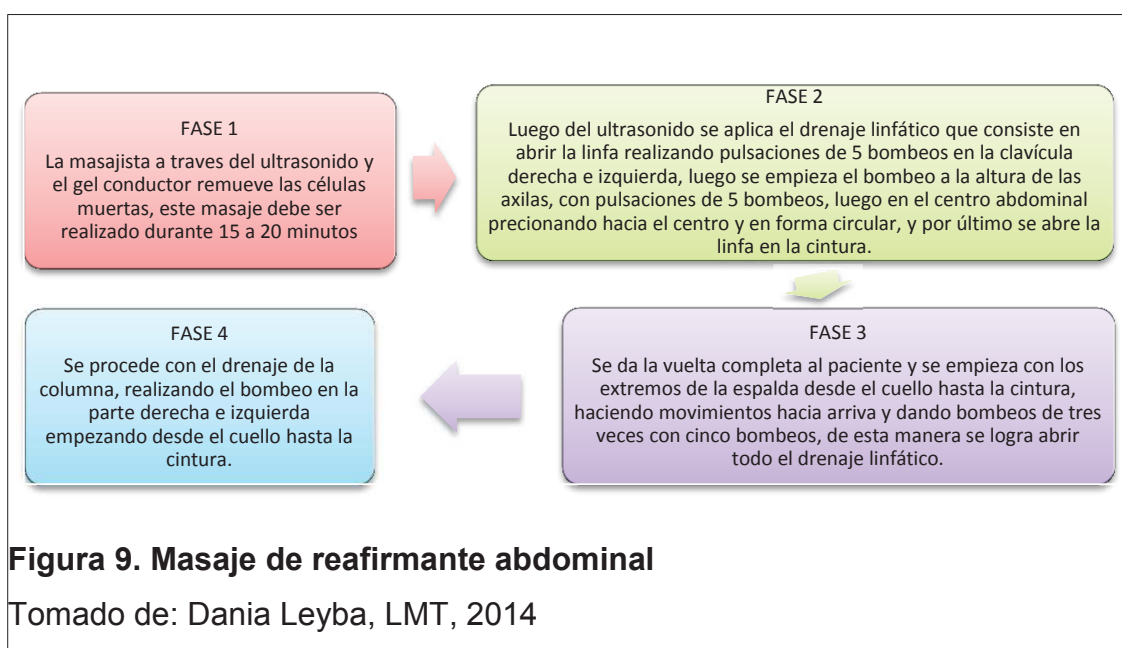 FASE 1
La masajista a traves del ultrasonido y
el gel conductor remueve las células
muertas, este masaje debe ser
realizado durante 15 a 20 minutos
FASE 2
Luego del ultrasonido se aplica el drenaje linfático que consiste en
abrir la linfa realizando pulsaciones de 5 bombeos en la clavícula
derecha e izquierda, luego se empieza el bombeo a la altura de las
axilas, con pulsaciones de 5 bombeos, luego en el centro abdominal
precionando hacia el centro y en forma circular, y por último se abre la
linfa en la cintura.
FASE 3
Se da la vuelta completa al paciente y se empieza con los
extremos de la espalda desde el cuello hasta la cintura,
haciendo movimientos hacia arriva y dando bombeos de tres
veces con cinco bombeos, de esta manera se logra abrir
todo el drenaje linfático.
FASE 4
Se procede con el drenaje de la
columna, realizando el bombeo en la
parte derecha e izquierda
empezando desde el cuello hasta la
cintura.
Figura 9. Masaje de reafirmante abdominal
Tomado de: Dania Leyba, LMT, 2014